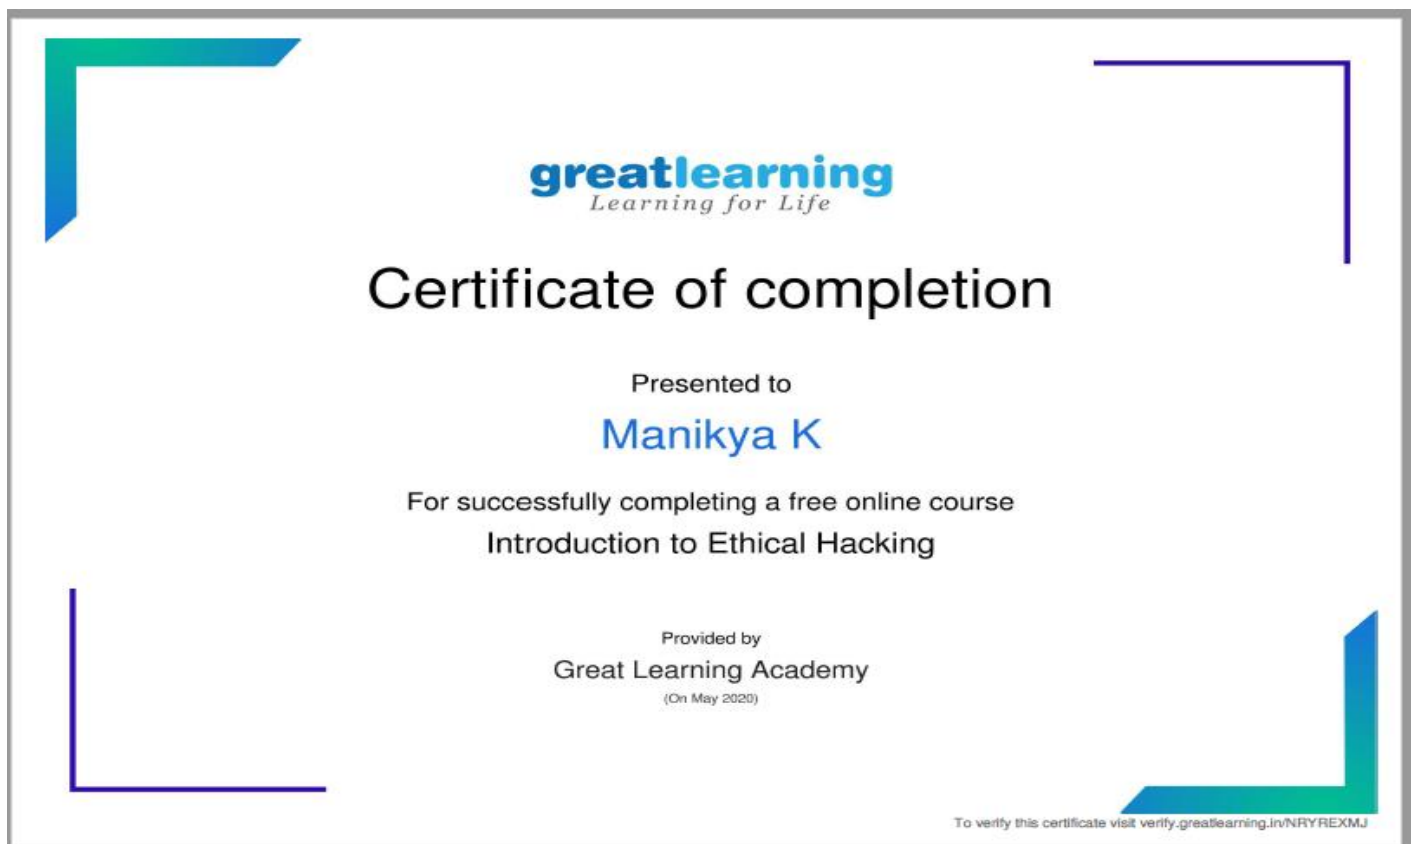 greatlearning
Learning for Life
Certificate of completion
Presented to
Manikya K
For successfully completing a free online course
Introduction to Ethical Hacking
Provided by
Great Learning Academy
(On May 2020)
To verify this certificate visit verify.greatlearning.in/NRYREXMJ